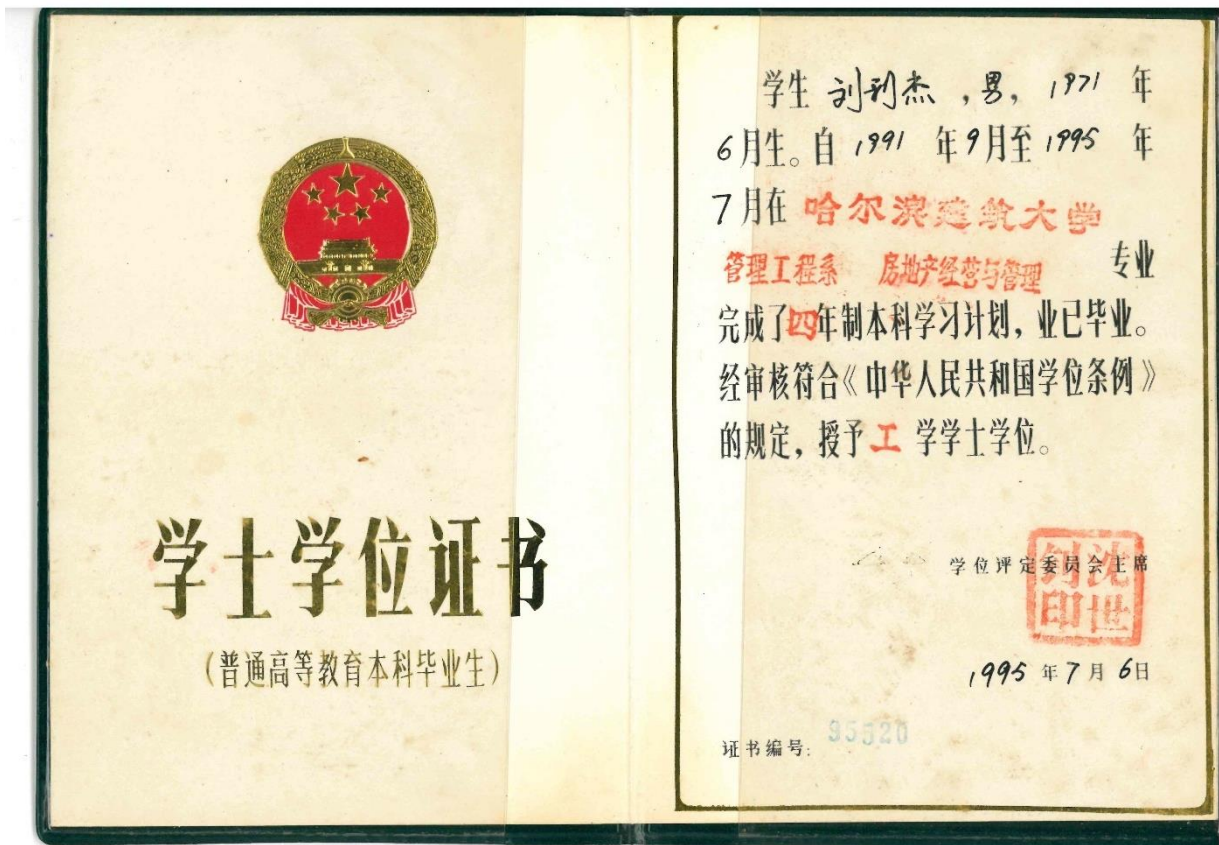 学士学位证书
(普通高等教育本科毕业生)
学生 刘利杰 ,男, 1971 年
6月生。自 1991 年9月至 1995 年
7月在 哈尔滨建筑大学
管理工程系 房地产经营与管理 专业
完成了四年制本科学习计划, 业已毕业。
经审核符合《中华人民共和国学位条例》
的规定, 授予 工 学学士学位。
学位评定委员会主席
沈世钊印
1995 年 7 月 6 日
证书编号: 95520